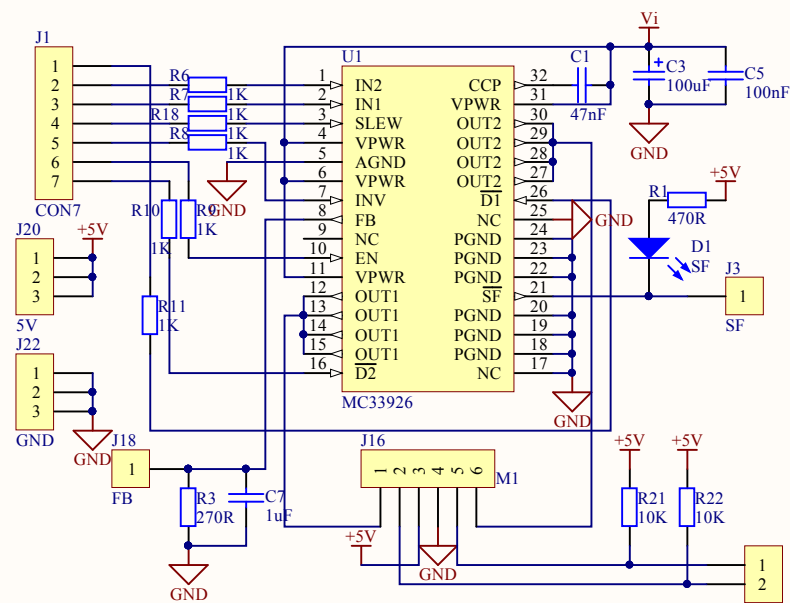 J1
1
2
3
4
5
6
7
CON7
R6
1K
R7
1K
R18
1K
R8
1K
R10
1K
R9
1K
R11
1K
J20
+5V
1
2
3
5V
J22
1
2
3
GND
GND
J18
1
FB
R3
270R
C7
1uF
GND
GND
U1
1 IN2
2 IN1
3 SLEW
4 VPWR
5 AGND
6 VPWR
7 INV
8 FB
9 NC
10 EN
11 VPWR
12 OUT1
13 OUT1
14 OUT1
15 OUT1
16 D2
CCP 32
VPWR 31
OUT2 30
OUT2 29
OUT2 28
OUT2 27
D1 26
NC 25
PGND 24
PGND 23
PGND 22
SF 21
PGND 20
PGND 19
PGND 18
NC 17
MC33926
C1
47nF
Vi
C3
+
100uF
C5
100nF
GND
GND
GND
R1
470R
+5V
D1
SF
J3
1
SF
J16
1 2 3 4 5 6
M1
+5V
GND
+5V
R21
10K
+5V
R22
10K
1
2